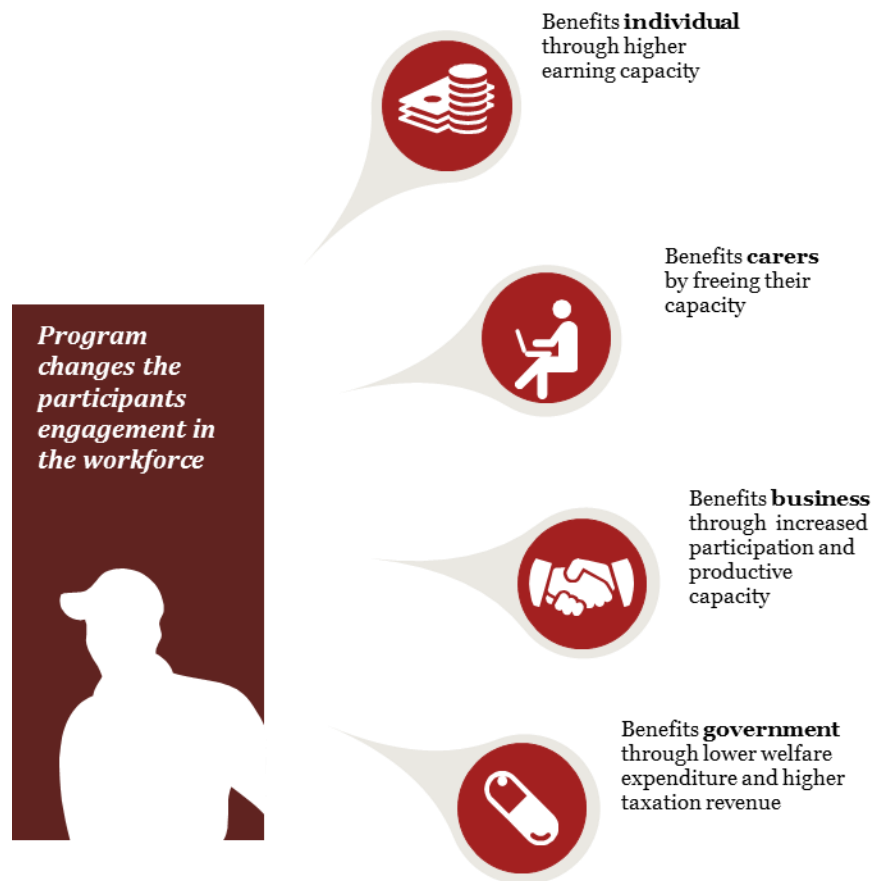 Benefits individual
through higher
earning capacity
Benefits carers
by freeing their
capacity
Program
changes the
participants
engagement in
the workforce
Benefits business
through  increased
participation and
productive
capacity
Benefits government
through lower welfare
expenditure and higher
taxation revenue